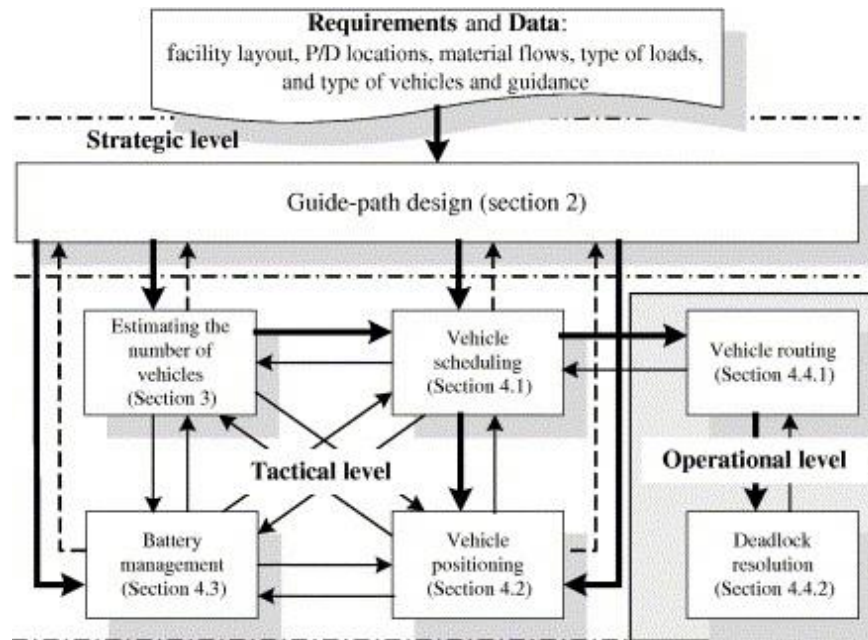 Requirements and Data:
facility layout, P/D locations, material flows, type of loads,
and type of vehicles and guidance
Strategic level
Guide-path design (section 2)
Estimating the
number of
vehicles
(Section 3)
Vehicle
scheduling
(Section 4.1)
Vehicle routing
(Section 4.4.1)
Tactical level
Operational level
Battery
management
(Section 4.3)
Vehicle
positioning
(Section 4.2)
Deadlock
resolution
(Section 4.4.2)